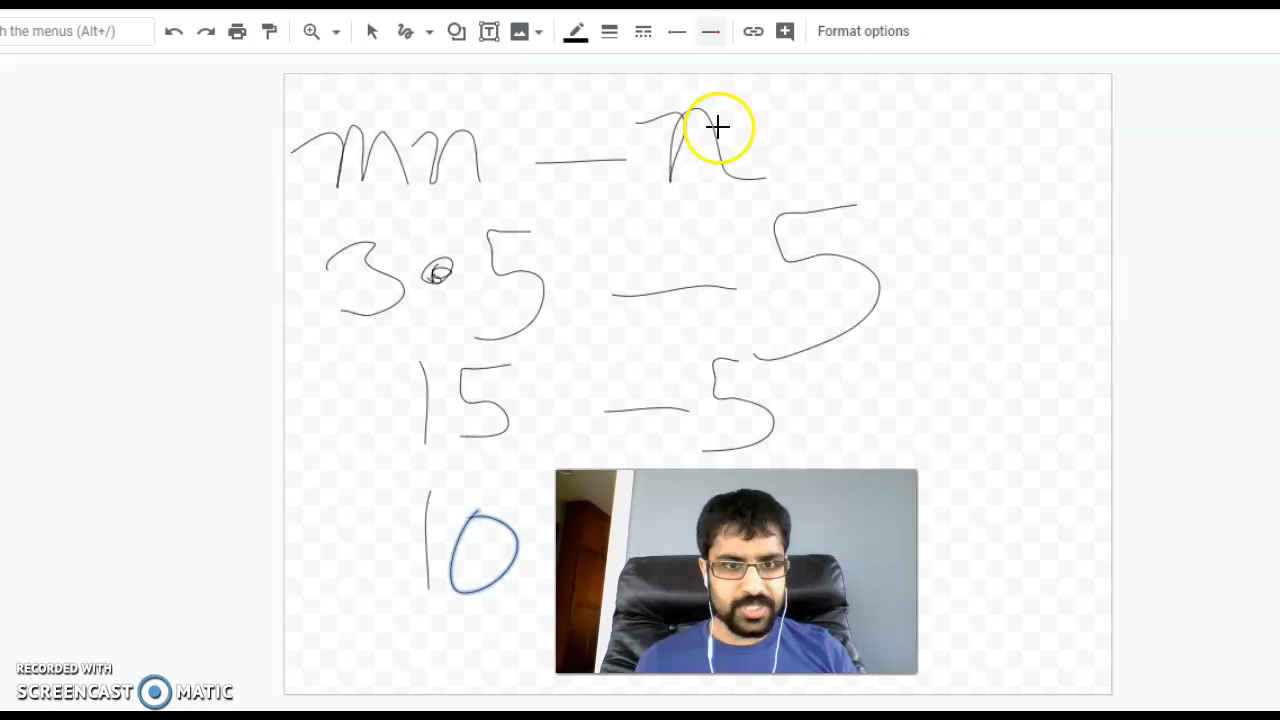 h the menus (Alt+/)
Format options
mn — n
3 • 5 — 5
15 — 5
10
RECORDED WITH
SCREENCAST MATIC